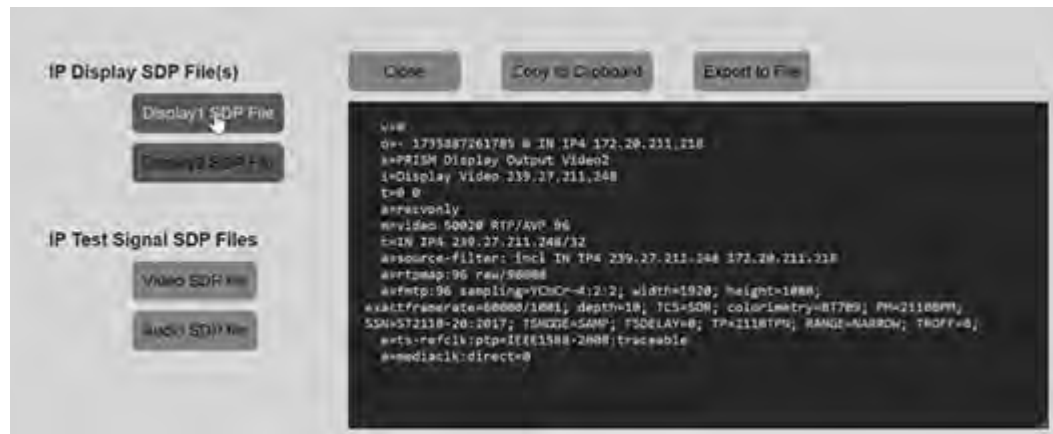 IP Display SDP File(s)
Close
Copy to Clipboard
Export to File
Display1 SDP File
Display2 SDP File
v=0
o=- 1795887261785 0 IN IP4 172.20.211.218
s=PRISM Display Output Video2
i=Display Video 239.27.211.248
t=0 0
a=recvonly
m=video 50020 RTP/AVP 96
c=IN IP4 239.27.211.248/32
a=source-filter: incl IN IP4 239.27.211.248 172.20.211.218
a=rtpmap:96 raw/90000
a=fmtp:96 sampling=YCbCr-4:2:2; width=1920; height=1080;
exactframerate=60000/1001; depth=10; TCS=SDR; colorimetry=BT709; PM=2110GPM;
SSN=ST2110-20:2017; TSMODE=SAMP; TSDELAY=0; TP=2110TPN; RANGE=NARROW; TROFF=0;
a=ts-refclk:ptp=IEEE1588-2008:traceable
a=mediaclk:direct=0
IP Test Signal SDP Files
Video SDP file
Audio SDP file